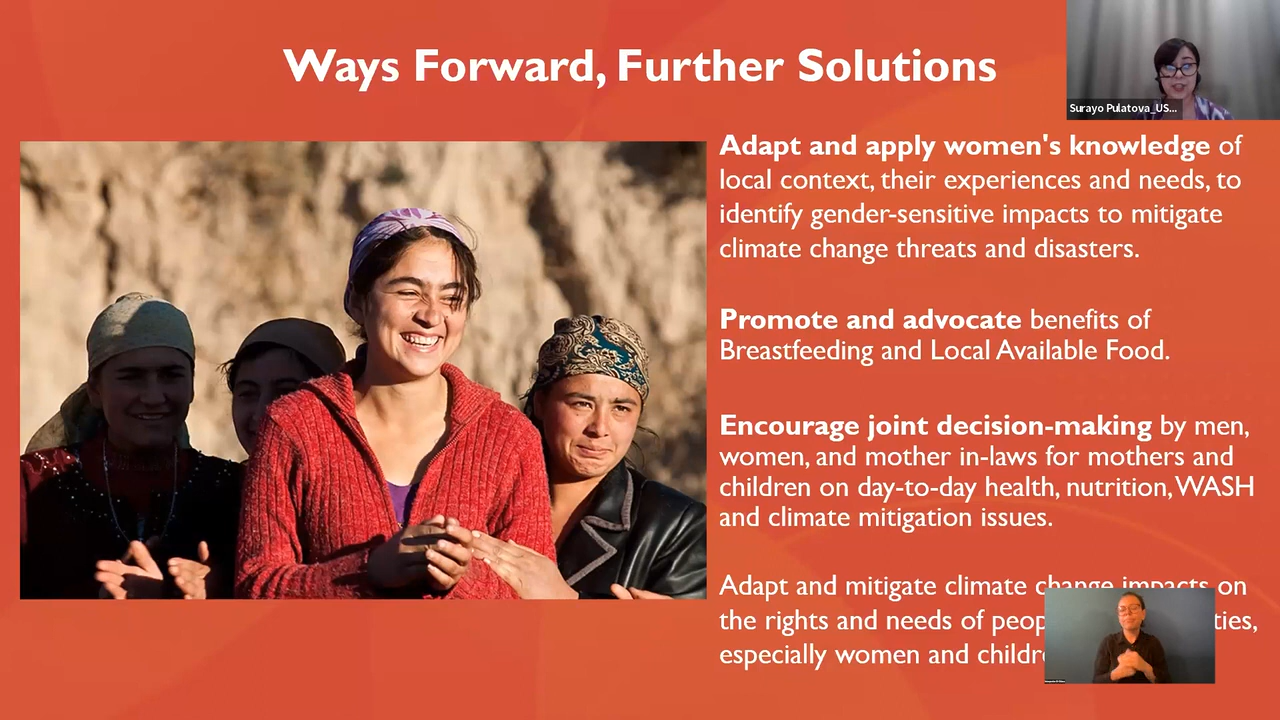 Ways Forward, Further Solutions
Surayo Pulatova_US...
Adapt and apply women's knowledge of
local context, their experiences and needs, to
identify gender-sensitive impacts to mitigate
climate change threats and disasters.
Promote and advocate benefits of
Breastfeeding and Local Available Food.
Encourage joint decision-making by men,
women, and mother in-laws for mothers and
children on day-to-day health, nutrition, WASH
and climate mitigation issues.
Adapt and mitigate climate change impacts on
the rights and needs of peop ties,
especially women and childre